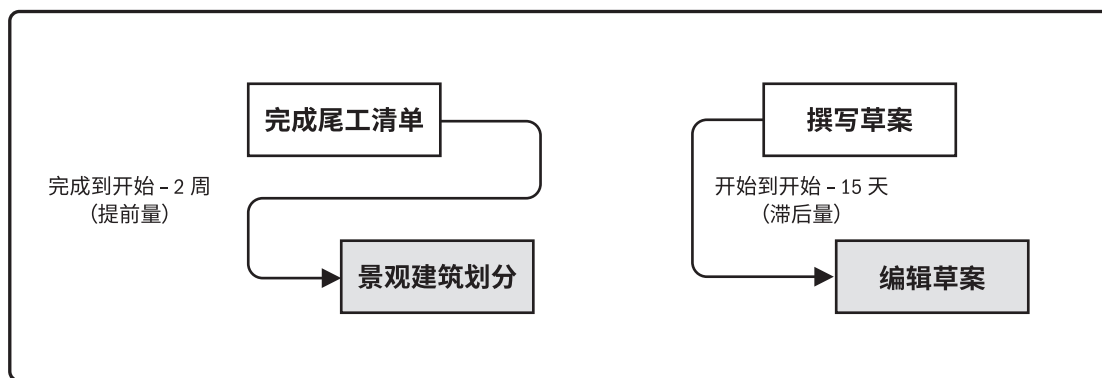 完成尾工清单
撰写草案
完成到开始 – 2 周
（提前量）
开始到开始 – 15 天
（滞后量）
景观建筑划分
编辑草案